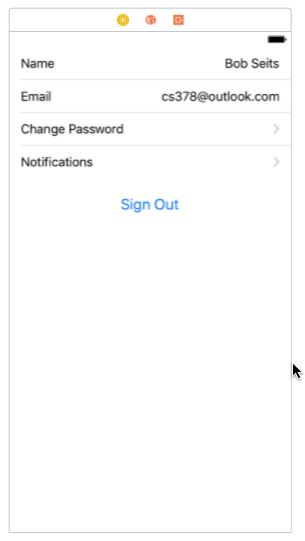 Name Bob Seits
Email cs378@outlook.com
Change Password
Notifications
Sign Out